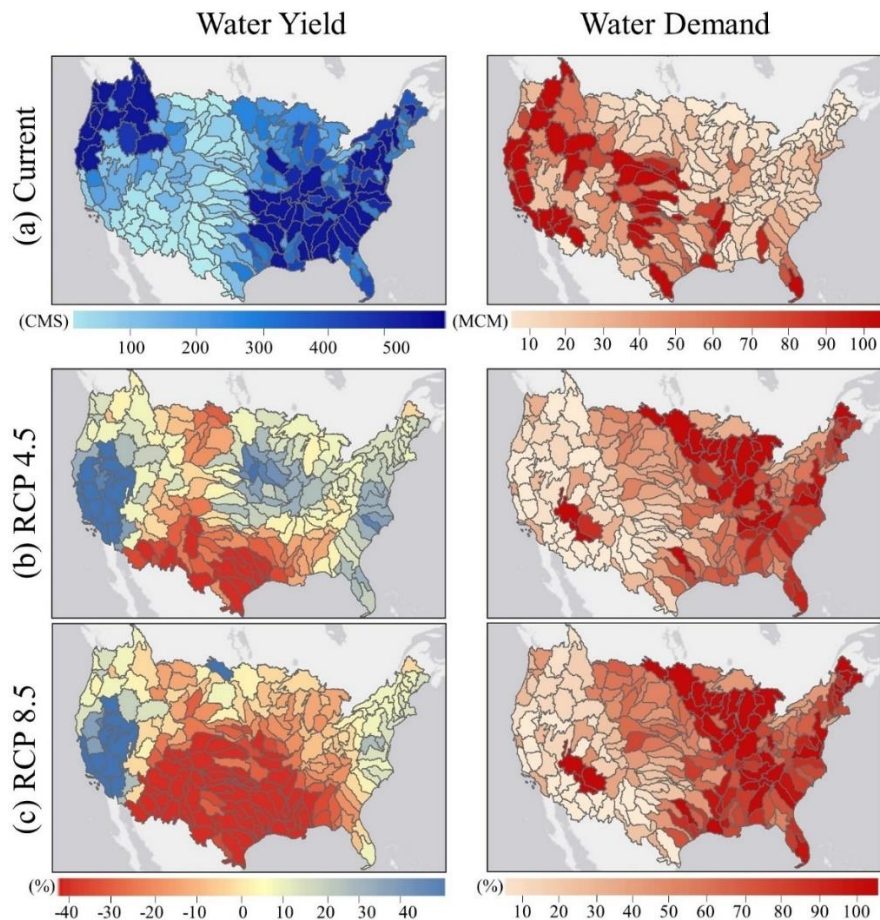 Water Yield Water Demand
(a) Current
(CMS) 100 200 300 400 500
(MCM) 10 20 30 40 50 60 70 80 90 100
(b) RCP 4.5
(c) RCP 8.5
(%) -40 -30 -20 -10 0 10 20 30 40
(%) 10 20 30 40 50 60 70 80 90 100